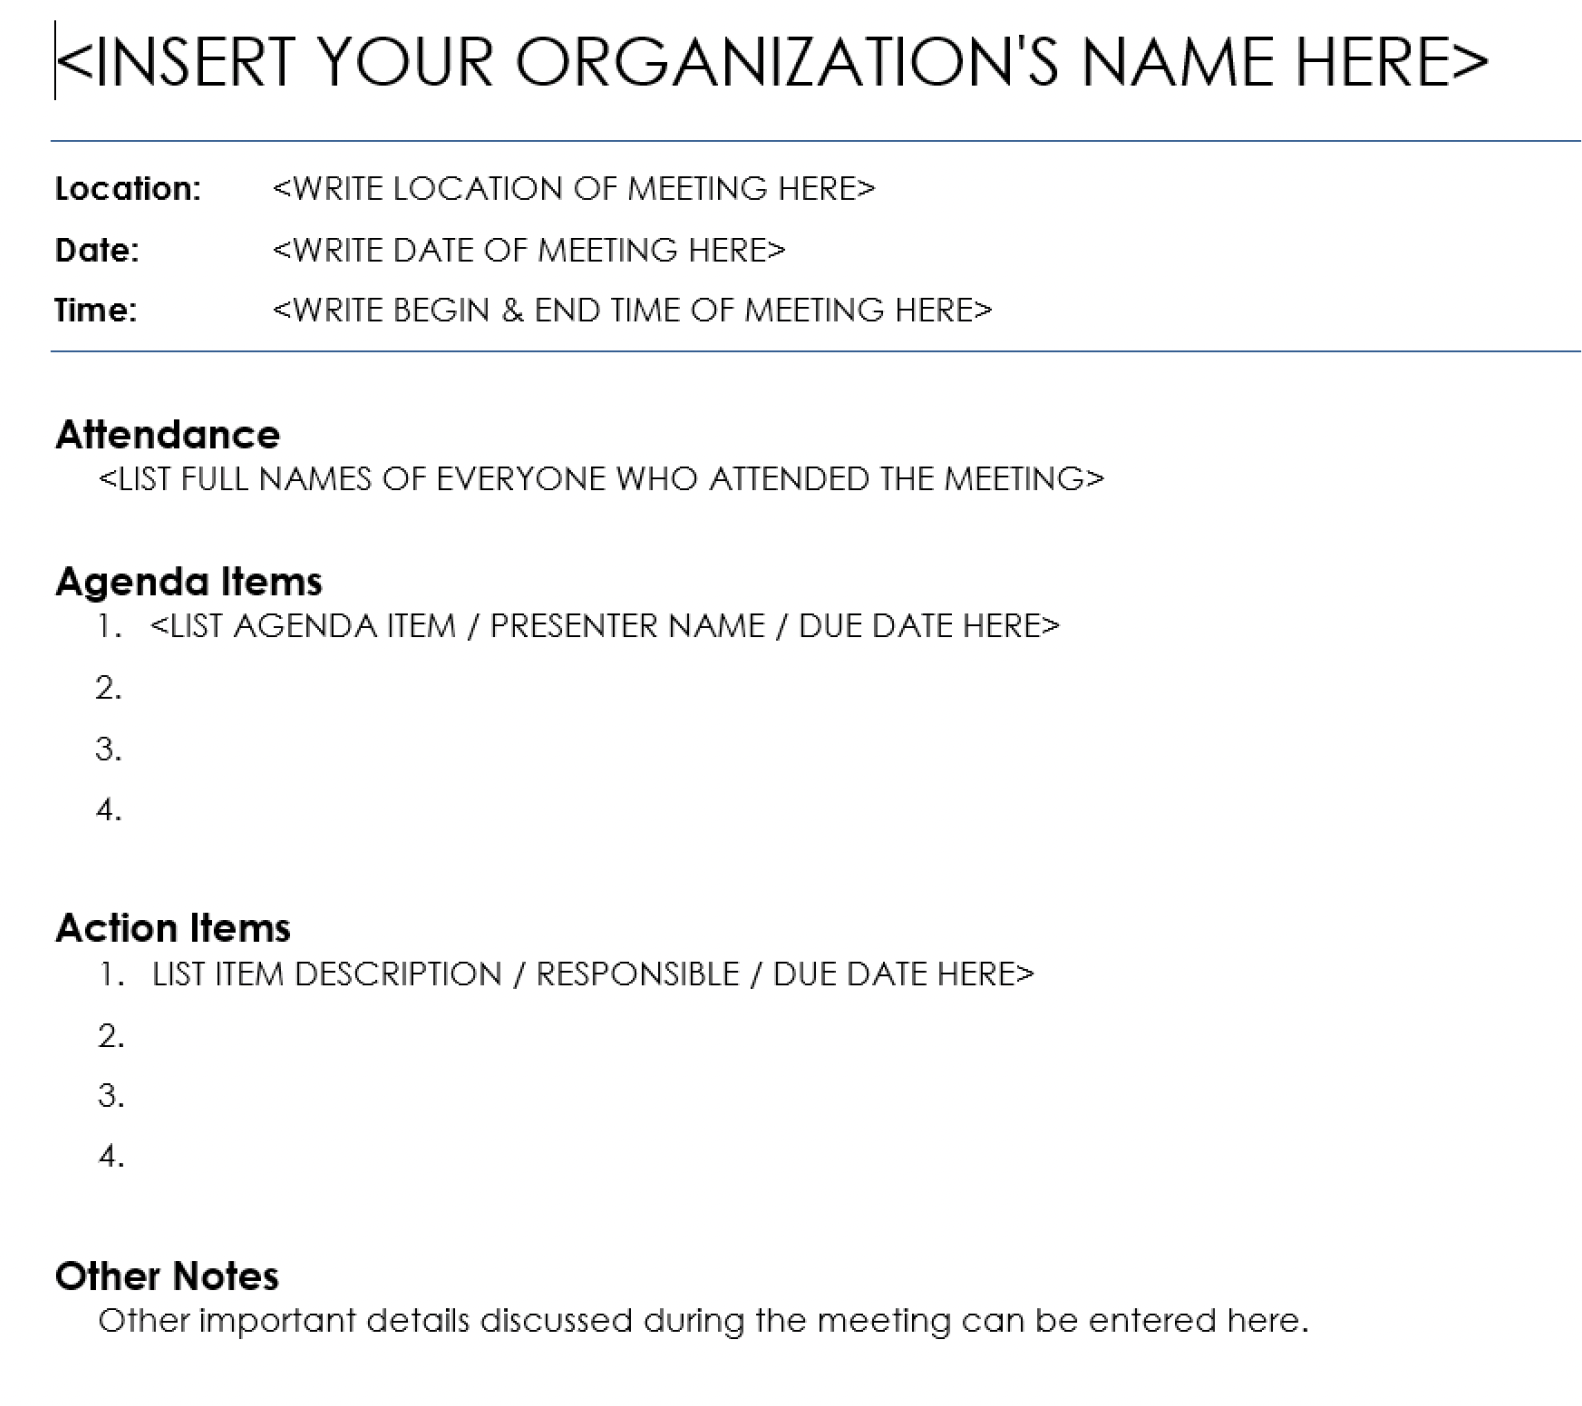 <INSERT YOUR ORGANIZATION'S NAME HERE>
Location: <WRITE LOCATION OF MEETING HERE>
Date: <WRITE DATE OF MEETING HERE>
Time: <WRITE BEGIN & END TIME OF MEETING HERE>
Attendance
<LIST FULL NAMES OF EVERYONE WHO ATTENDED THE MEETING>
Agenda Items
1. <LIST AGENDA ITEM / PRESENTER NAME / DUE DATE HERE>
2.
3.
4.
Action Items
1. LIST ITEM DESCRIPTION / RESPONSIBLE / DUE DATE HERE>
2.
3.
4.
Other Notes
Other important details discussed during the meeting can be entered here.